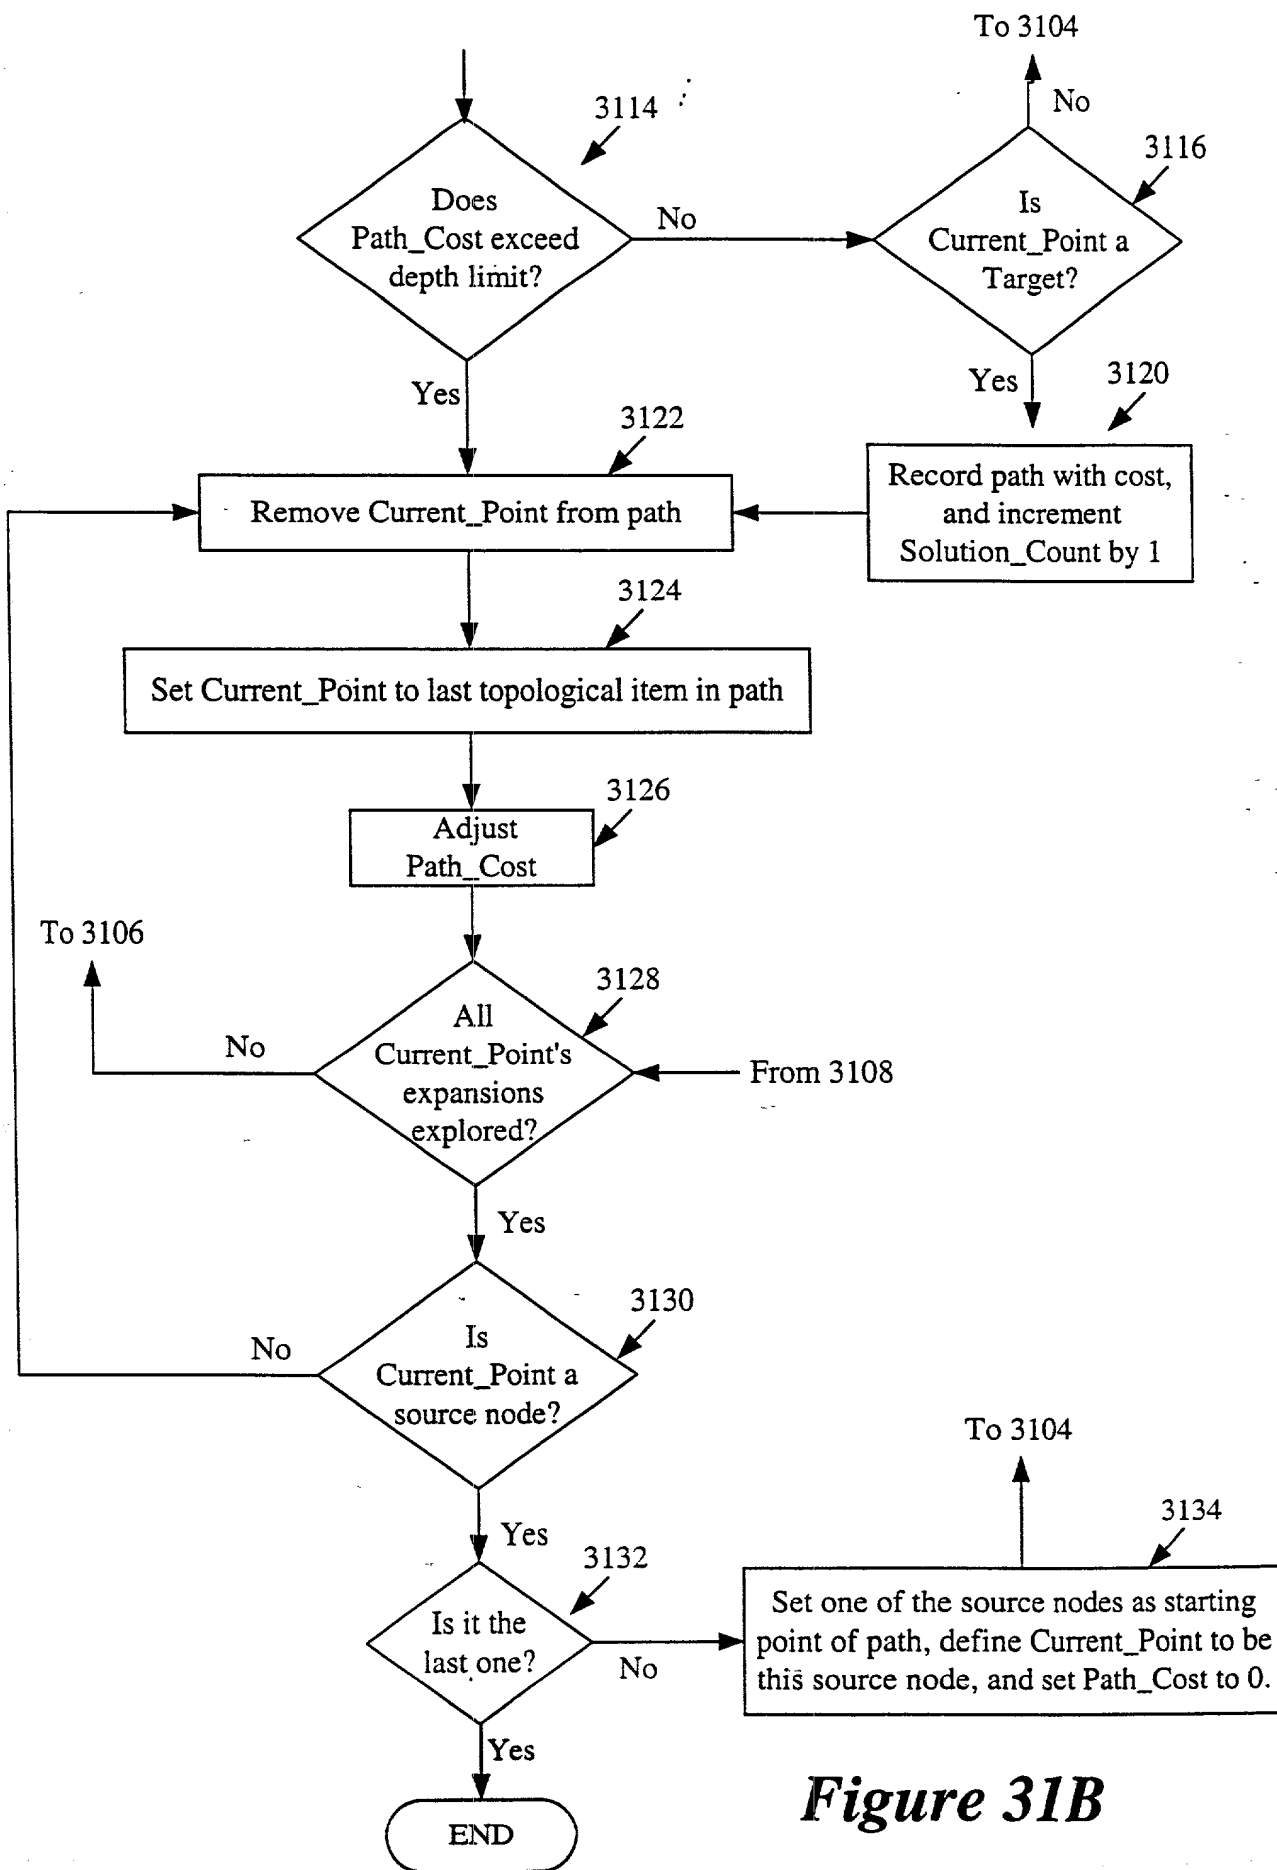 To 3104
No
3114
3116
Does
Path_Cost exceed
depth limit?
No
Is
Current_Point a
Target?
Yes
Yes
3120
3122
Remove Current_Point from path
Record path with cost,
and increment
Solution_Count by 1
3124
Set Current_Point to last topological item in path
3126
Adjust
Path_Cost
To 3106
3128
All
Current_Point's
expansions
explored?
No
From 3108
Yes
3130
Is
Current_Point a
source node?
No
To 3104
Yes
3132
3134
Is it the
last one?
No
Set one of the source nodes as starting
point of path, define Current_Point to be
this source node, and set Path_Cost to 0.
Yes
END
Figure 31B